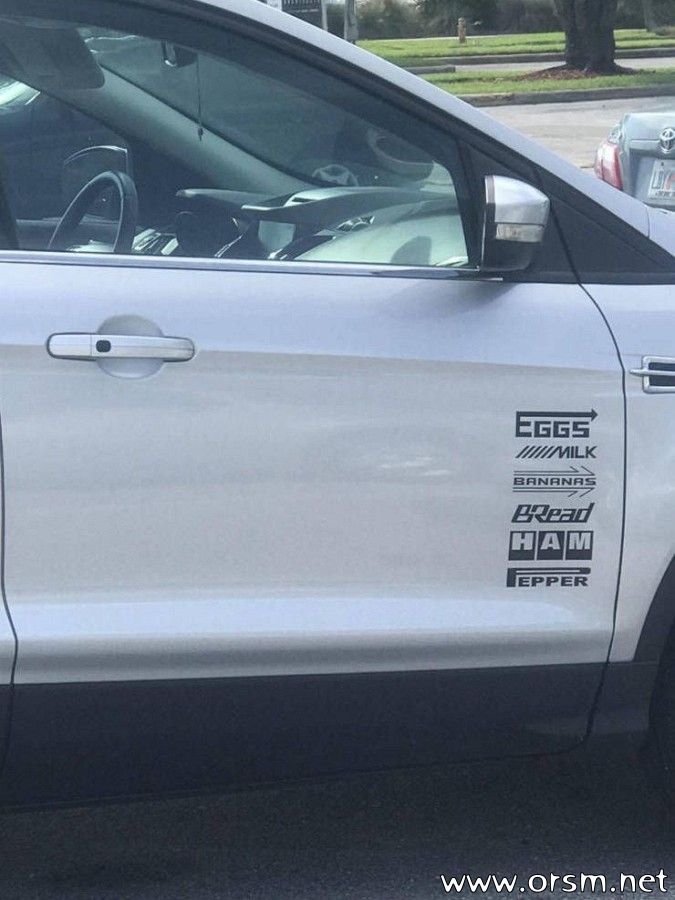 EGGS
MILK
BANANAS
BRead
HAM
PEPPER
www.orsm.net